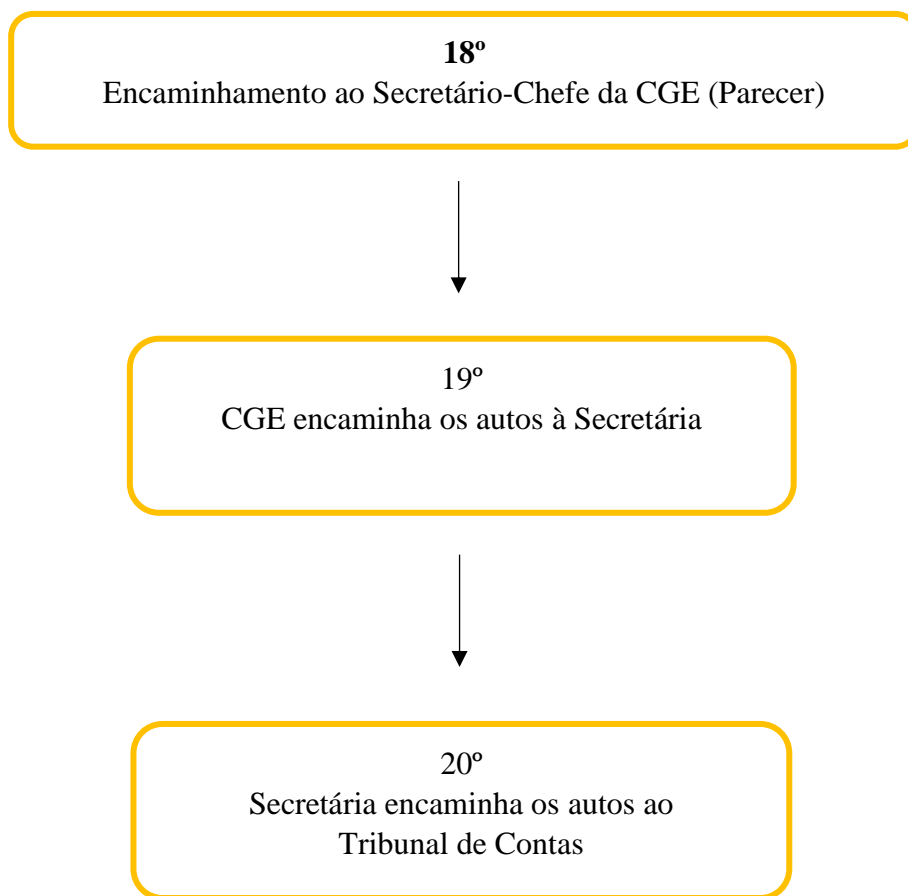 18º
Encaminhamento ao Secretário-Chefe da CGE (Parecer)
19º
CGE encaminha os autos à Secretária
20º
Secretária encaminha os autos ao
Tribunal de Contas